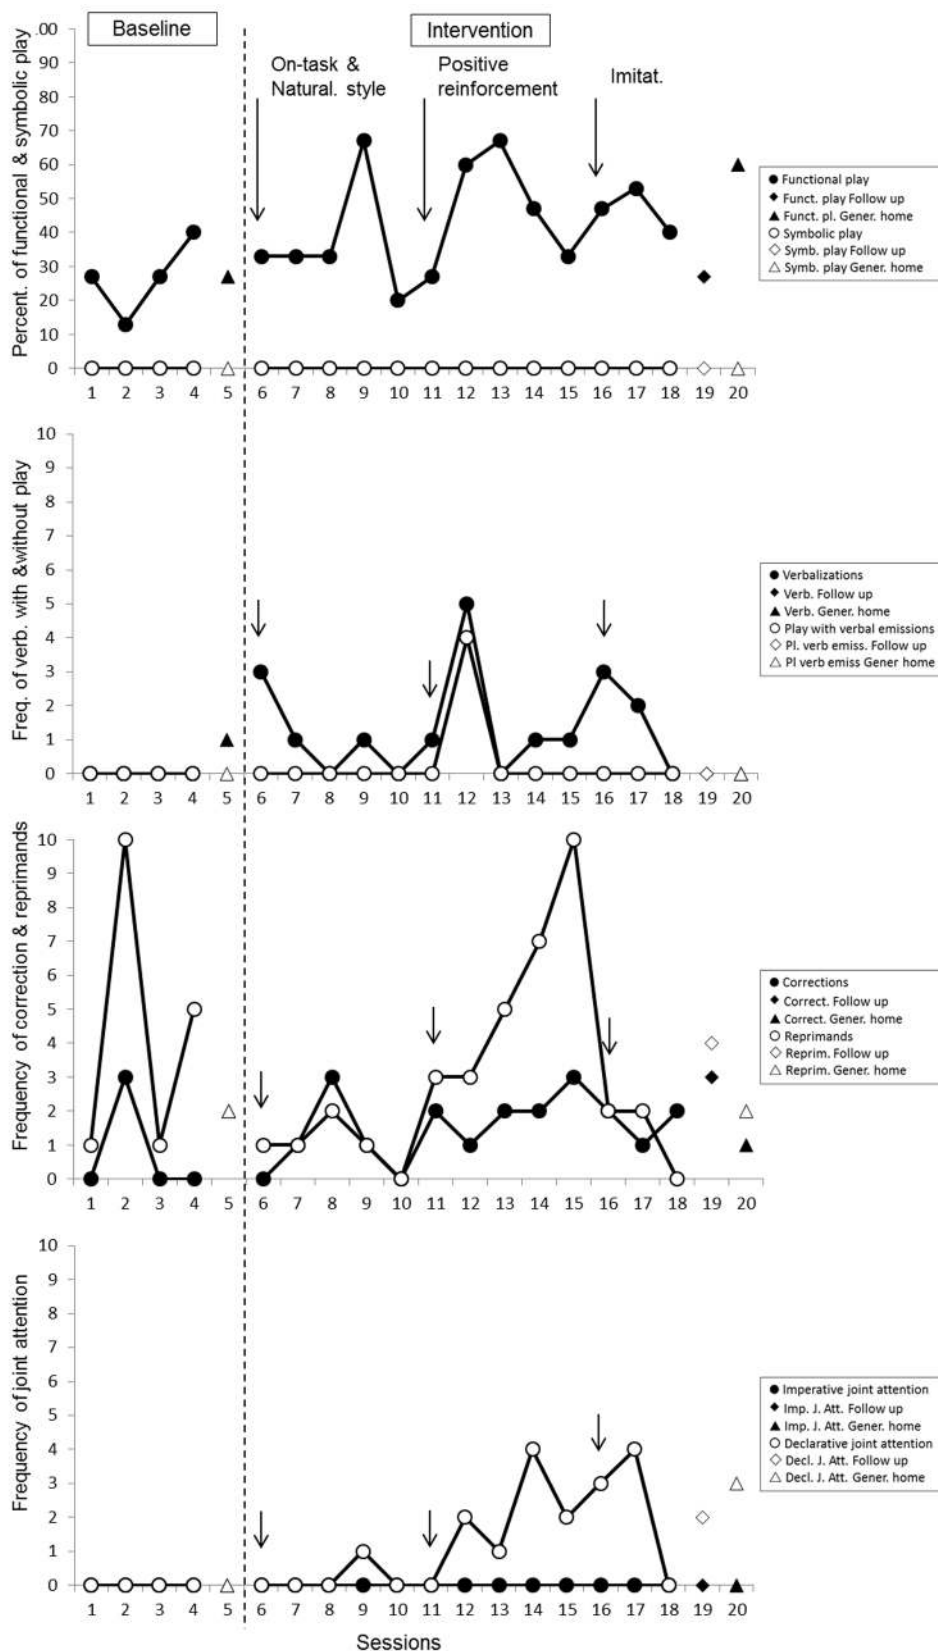 Baseline
Intervention
On-task &
Natural. style
Positive
reinforcement
Imitat.
Percent. of functional & symbolic play
.00
90
80
70
60
50
40
30
20
10
0
1 2 3 4 5 6 7 8 9 10 11 12 13 14 15 16 17 18 19 20
Functional play
Funct. play Follow up
Funct. pl. Gener. home
Symbolic play
Symb. play Follow up
Symb. play Gener. home
Freq. of verb. with &without play
10
9
8
7
6
5
4
3
2
1
0
1 2 3 4 5 6 7 8 9 10 11 12 13 14 15 16 17 18 19 20
Verbalizations
Verb. Follow up
Verb. Gener. home
Play with verbal emissions
Pl. verb emiss. Follow up
Pl verb emiss Gener home
Frequency of correction & reprimands
10
9
8
7
6
5
4
3
2
1
0
1 2 3 4 5 6 7 8 9 10 11 12 13 14 15 16 17 18 19 20
Corrections
Correct. Follow up
Correct. Gener. home
Reprimands
Reprim. Follow up
Reprim. Gener. home
Frequency of joint attention
10
9
8
7
6
5
4
3
2
1
0
1 2 3 4 5 6 7 8 9 10 11 12 13 14 15 16 17 18 19 20
Imperative joint attention
Imp. J. Att. Follow up
Imp. J. Att. Gener. home
Declarative joint attention
Decl. J. Att. Follow up
Decl. J. Att. Gener. home
Sessions